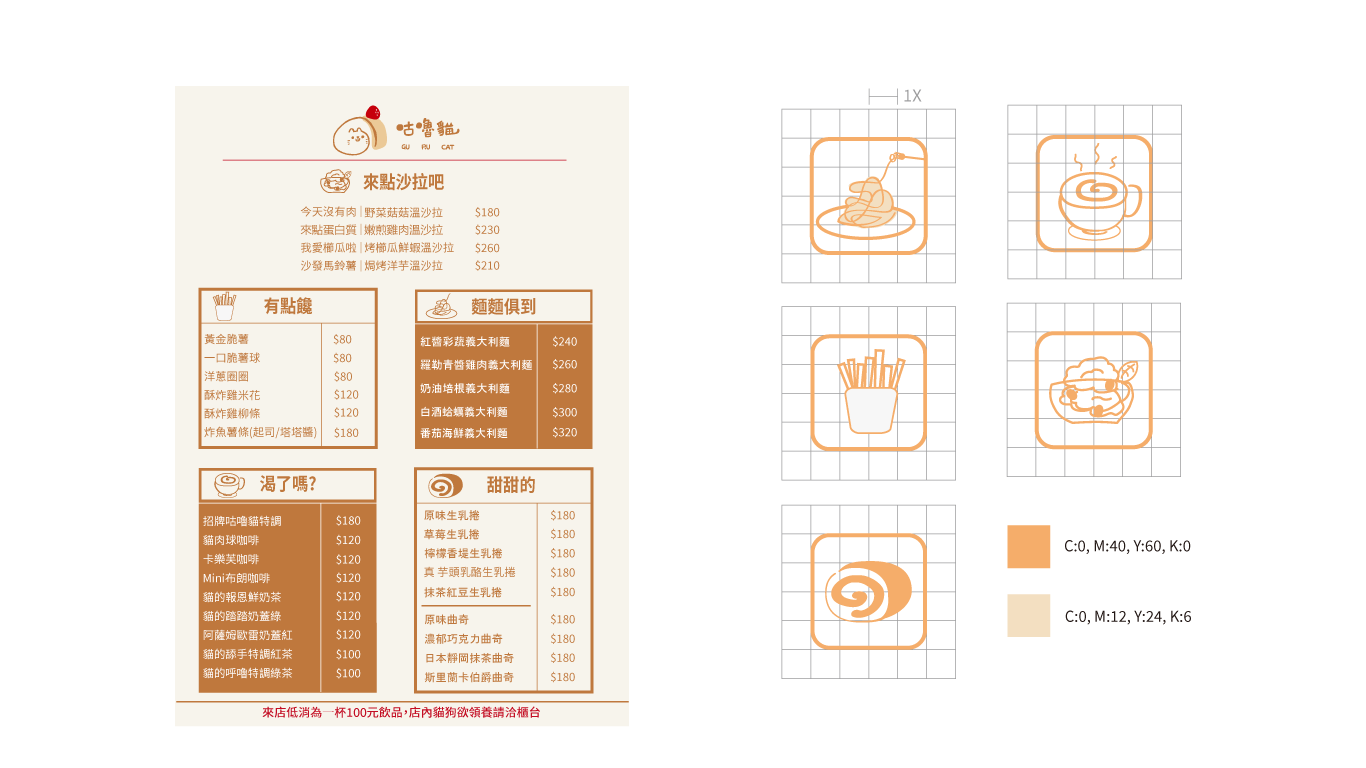 咕嚕貓
GU RU CAT
來點沙拉吧
今天沒有肉|野菜菇菇溫沙拉 $180
來點蛋白質|嫩煎雞肉溫沙拉 $230
我愛櫛瓜啦|烤櫛瓜鮮蝦溫沙拉 $260
沙發馬鈴薯|焗烤洋芋溫沙拉 $210
有點饞
黃金脆薯 $80
一口脆薯球 $80
洋蔥圈圈 $80
酥炸雞米花 $120
酥炸雞柳條 $120
炸魚薯條(起司/塔塔醬) $180
麵麵俱到
紅醬彩蔬義大利麵 $240
羅勒青醬雞肉義大利麵 $260
奶油培根義大利麵 $280
白酒蛤蠣義大利麵 $300
番茄海鮮義大利麵 $320
渴了嗎?
招牌咕嚕貓特調 $180
貓肉球咖啡 $120
卡樂芙咖啡 $120
Mini布朗咖啡 $120
貓的報恩鮮奶茶 $120
貓的踏踏奶蓋綠 $120
阿薩姆歐雷奶蓋紅 $120
貓的舔手特調紅茶 $100
貓的呼嚕特調綠茶 $100
甜甜的
原味生乳捲 $180
草莓生乳捲 $180
檸檬香堤生乳捲 $180
真 芋頭乳酪生乳捲 $180
抹茶紅豆生乳捲 $180
原味曲奇 $180
濃郁巧克力曲奇 $180
日本靜岡抹茶曲奇 $180
斯里蘭卡伯爵曲奇 $180
來店低消為一杯100元飲品，店內貓狗欲領養請洽櫃台
1X
C:0, M:40, Y:60, K:0
C:0, M:12, Y:24, K:6